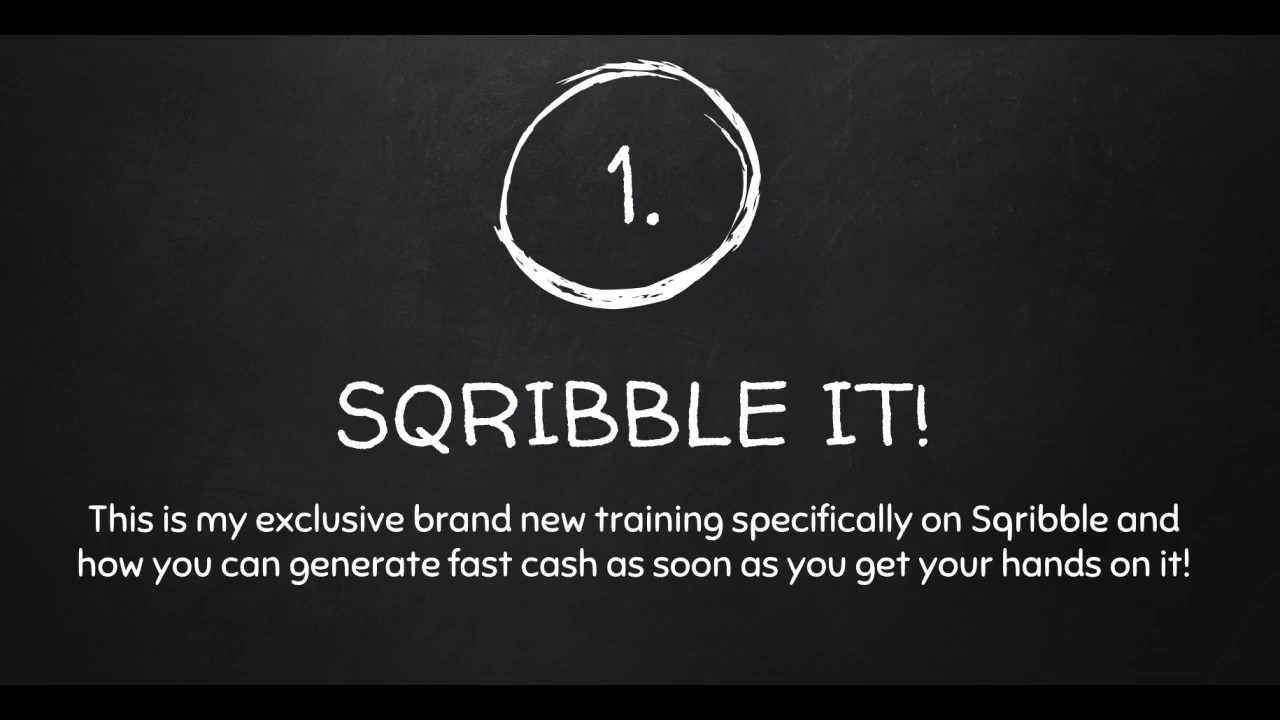 1.
SQRIBBLE IT!
This is my exclusive brand new training specifically on Sqribble and
how you can generate fast cash as soon as you get your hands on it!